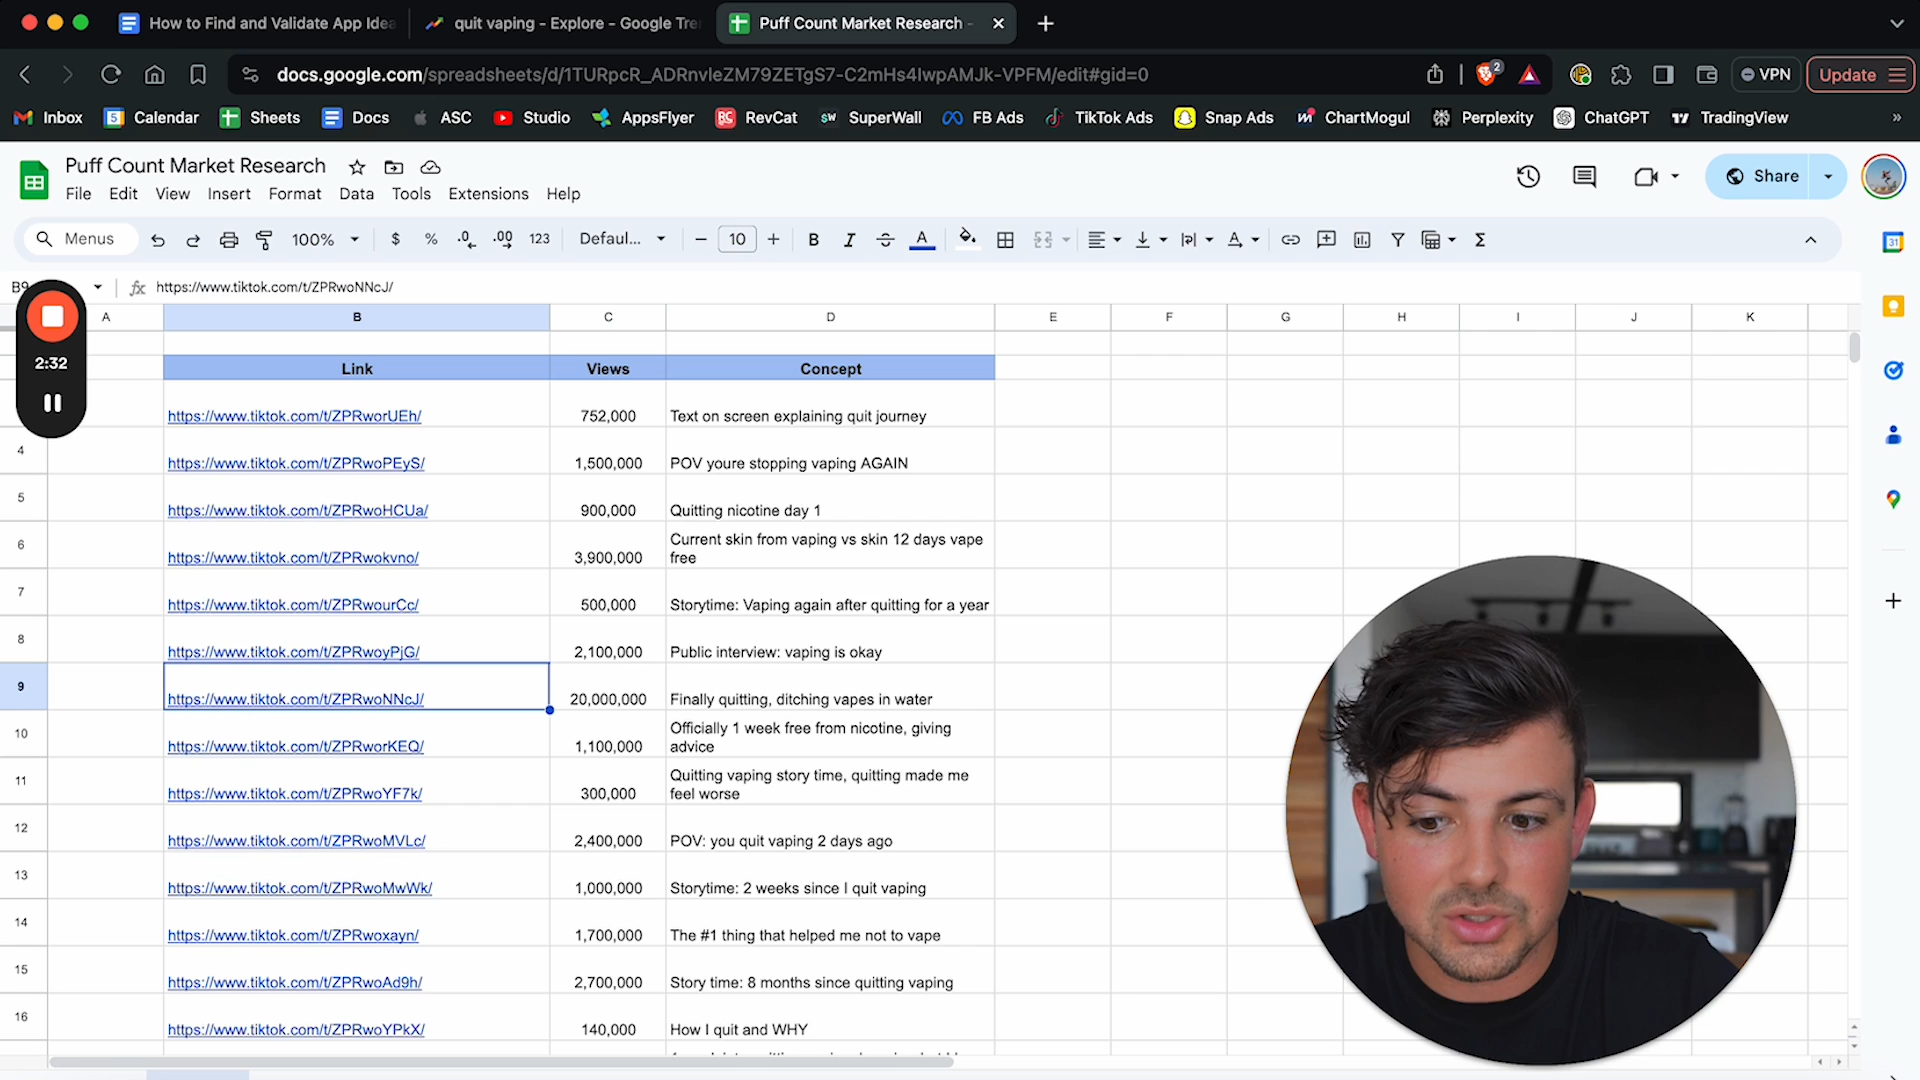 How to Find and Validate App Idea
quit vaping - Explore - Google Tre
Puff Count Market Research -
docs.google.com/spreadsheets/d/1TURpcR_ADRnvleZM79ZETgS7-C2mHs4IwpAMJk-VPFM/edit#gid=0
2
VPN
Update
Inbox
Calendar
Sheets
Docs
ASC
Studio
AppsFlyer
RevCat
SuperWall
FB Ads
TikTok Ads
Snap Ads
ChartMogul
Perplexity
ChatGPT
TradingView
Puff Count Market Research
File Edit View Insert Format Data Tools Extensions Help
Share
Menus
100%
$ % .0 .00 123
Defaul...
10
B9
https://www.tiktok.com/t/ZPRwoNNcJ/
2:32
A B C D E F G H I J K
Link Views Concept
https://www.tiktok.com/t/ZPRworUEh/ 752,000 Text on screen explaining quit journey
4 https://www.tiktok.com/t/ZPRwoPEyS/ 1,500,000 POV youre stopping vaping AGAIN
5 https://www.tiktok.com/t/ZPRwoHCUa/ 900,000 Quitting nicotine day 1
6 https://www.tiktok.com/t/ZPRwokvno/ 3,900,000 Current skin from vaping vs skin 12 days vape
free
7 https://www.tiktok.com/t/ZPRwourCc/ 500,000 Storytime: Vaping again after quitting for a year
8 https://www.tiktok.com/t/ZPRwoyPjG/ 2,100,000 Public interview: vaping is okay
9 https://www.tiktok.com/t/ZPRwoNNcJ/ 20,000,000 Finally quitting, ditching vapes in water
10 https://www.tiktok.com/t/ZPRworKEQ/ 1,100,000 Officially 1 week free from nicotine, giving
advice
11 https://www.tiktok.com/t/ZPRwoYF7k/ 300,000 Quitting vaping story time, quitting made me
feel worse
12 https://www.tiktok.com/t/ZPRwoMVLc/ 2,400,000 POV: you quit vaping 2 days ago
13 https://www.tiktok.com/t/ZPRwoMwWk/ 1,000,000 Storytime: 2 weeks since I quit vaping
14 https://www.tiktok.com/t/ZPRwoxayn/ 1,700,000 The #1 thing that helped me not to vape
15 https://www.tiktok.com/t/ZPRwoAd9h/ 2,700,000 Story time: 8 months since quitting vaping
16 https://www.tiktok.com/t/ZPRwoYPkX/ 140,000 How I quit and WHY